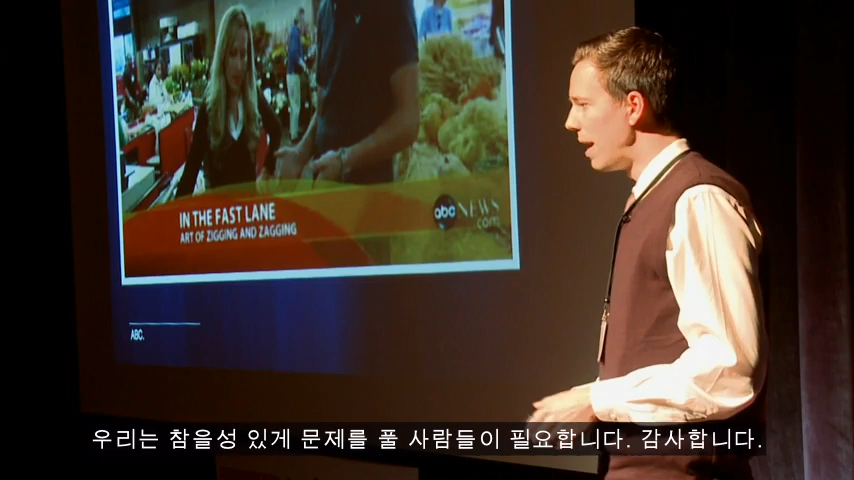 IN THE FAST LANE
ART OF ZIGGING AND ZAGGING
abc NEWS
.com
ABC.
우리는 참을성 있게 문제를 풀 사람들이 필요합니다. 감사합니다.